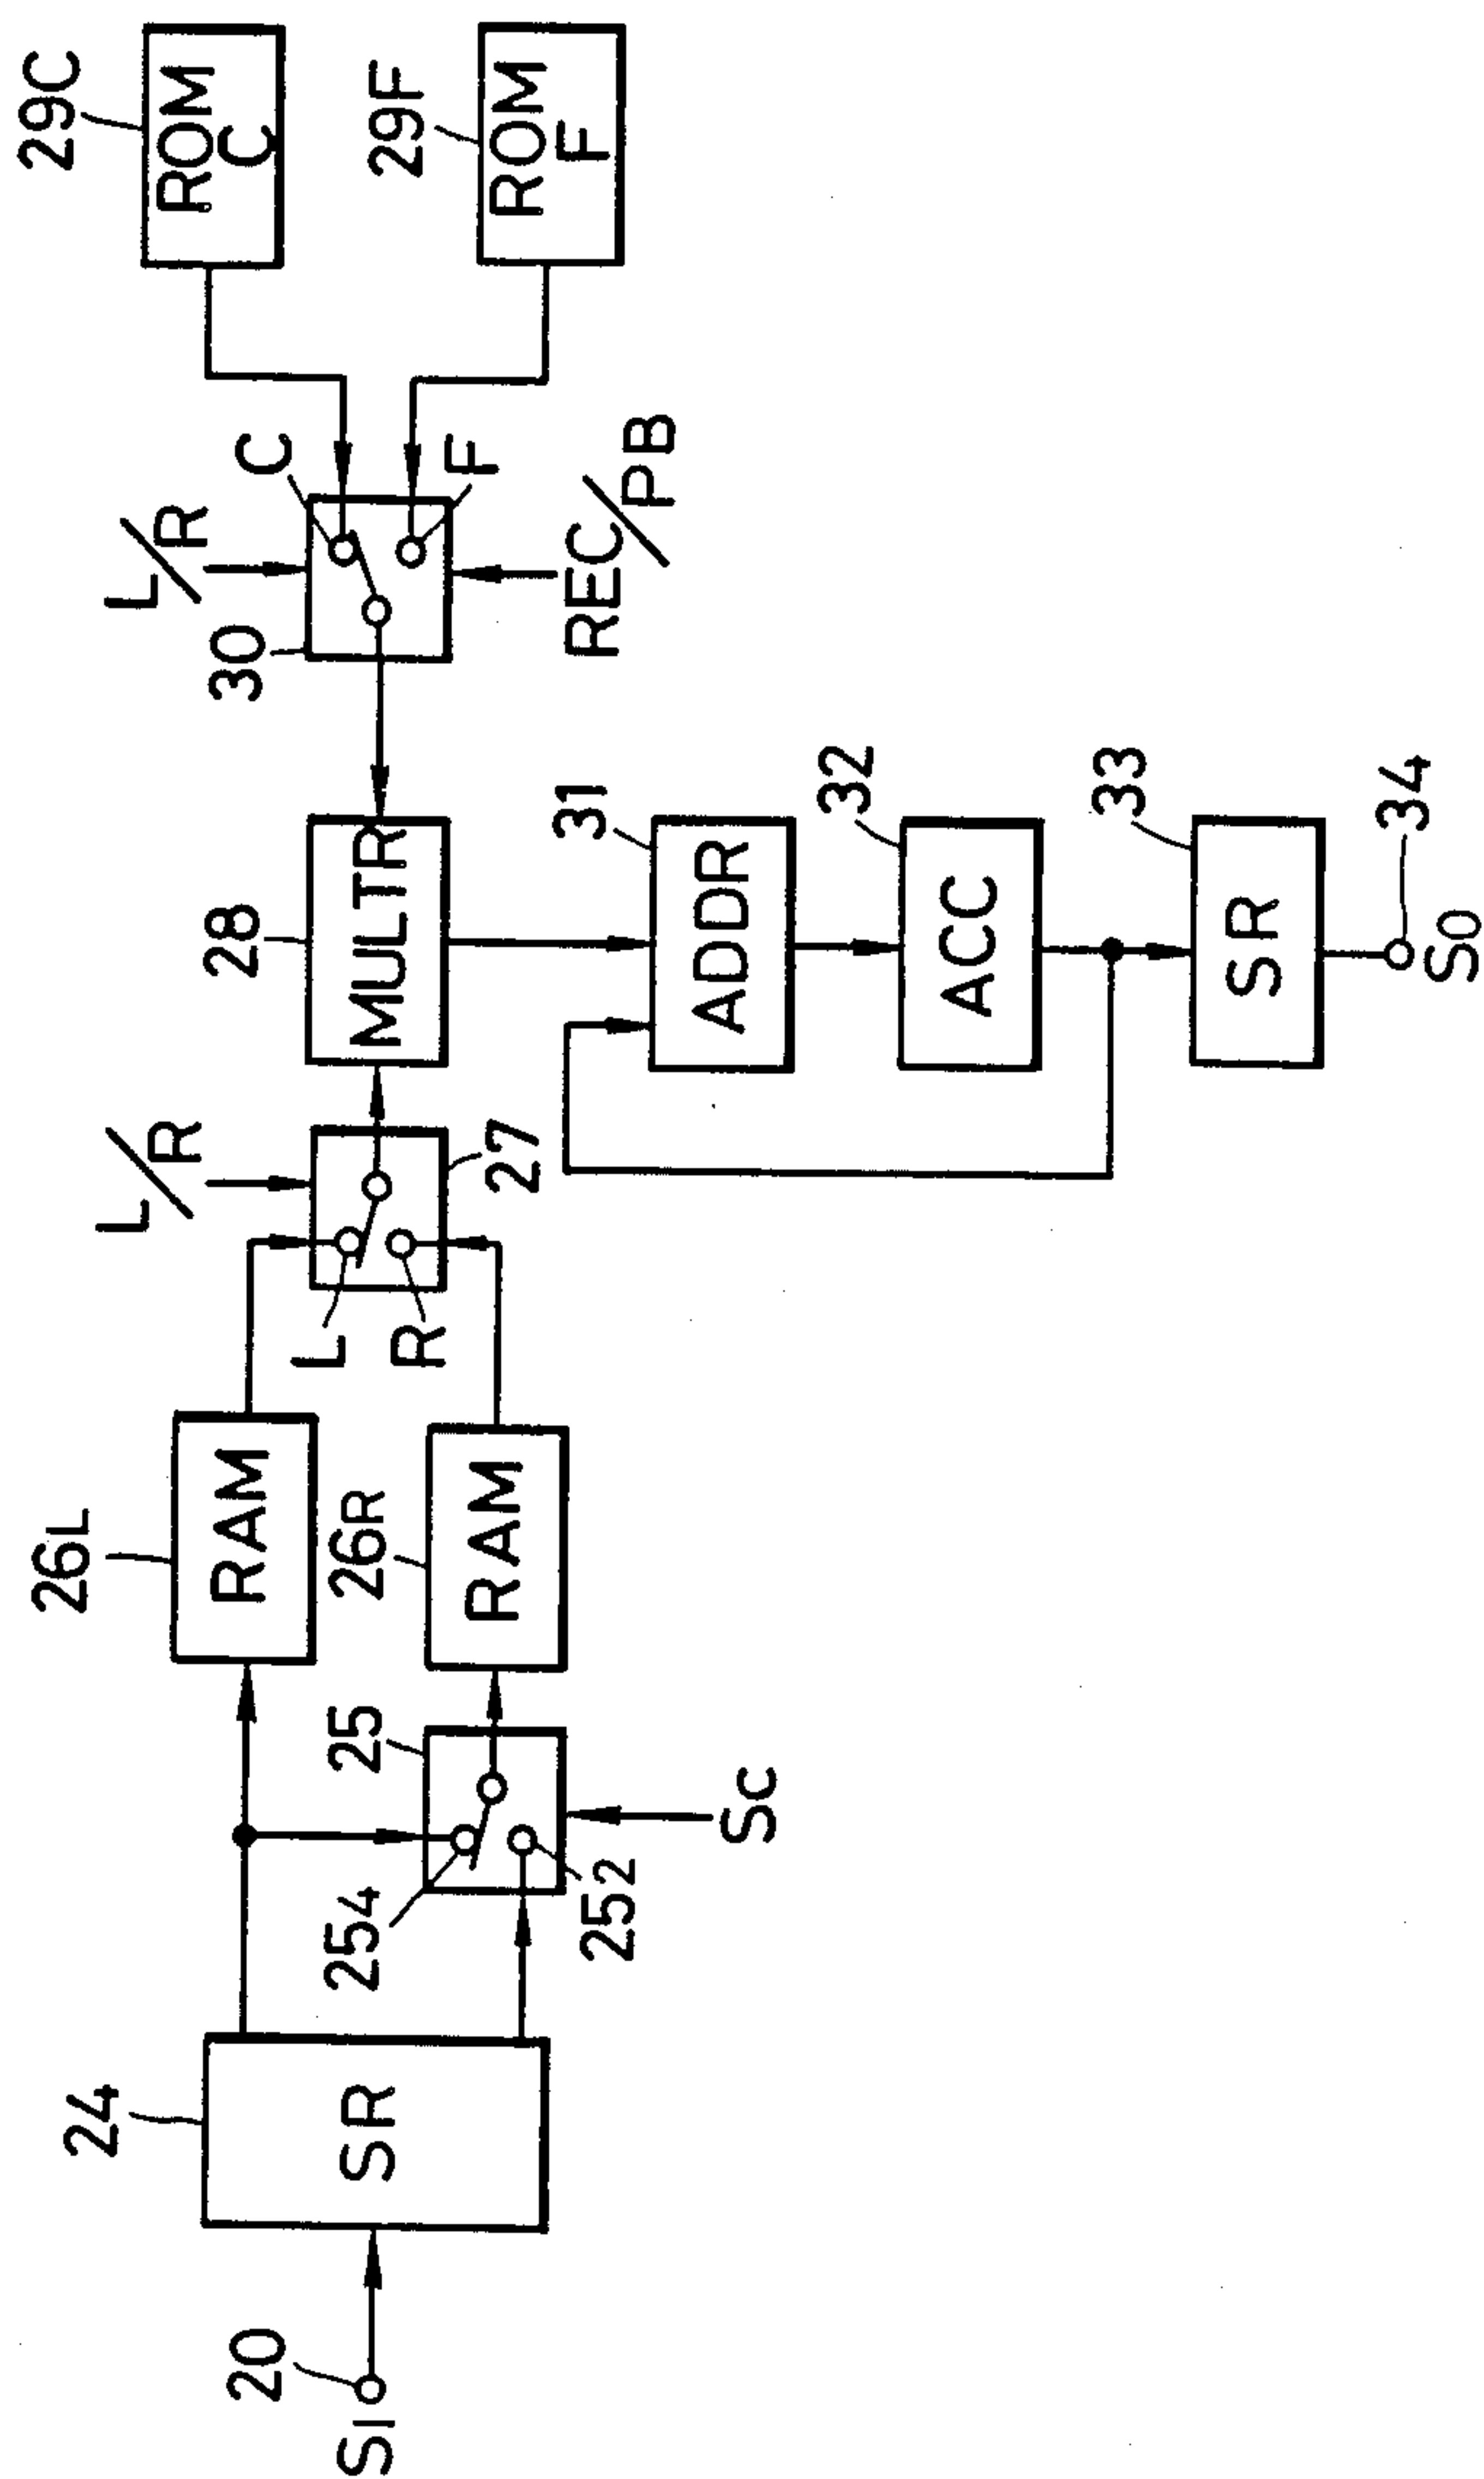 SI
20
24
SR
254
252
25
SC
26L
RAM
26R
RAM
L
R
L/R
27
28
MULTR
30
L/R
C
F
REC/PB
29C
ROM
C
29F
ROM
F
31
ADDR
32
ACC
33
SR
34
SO